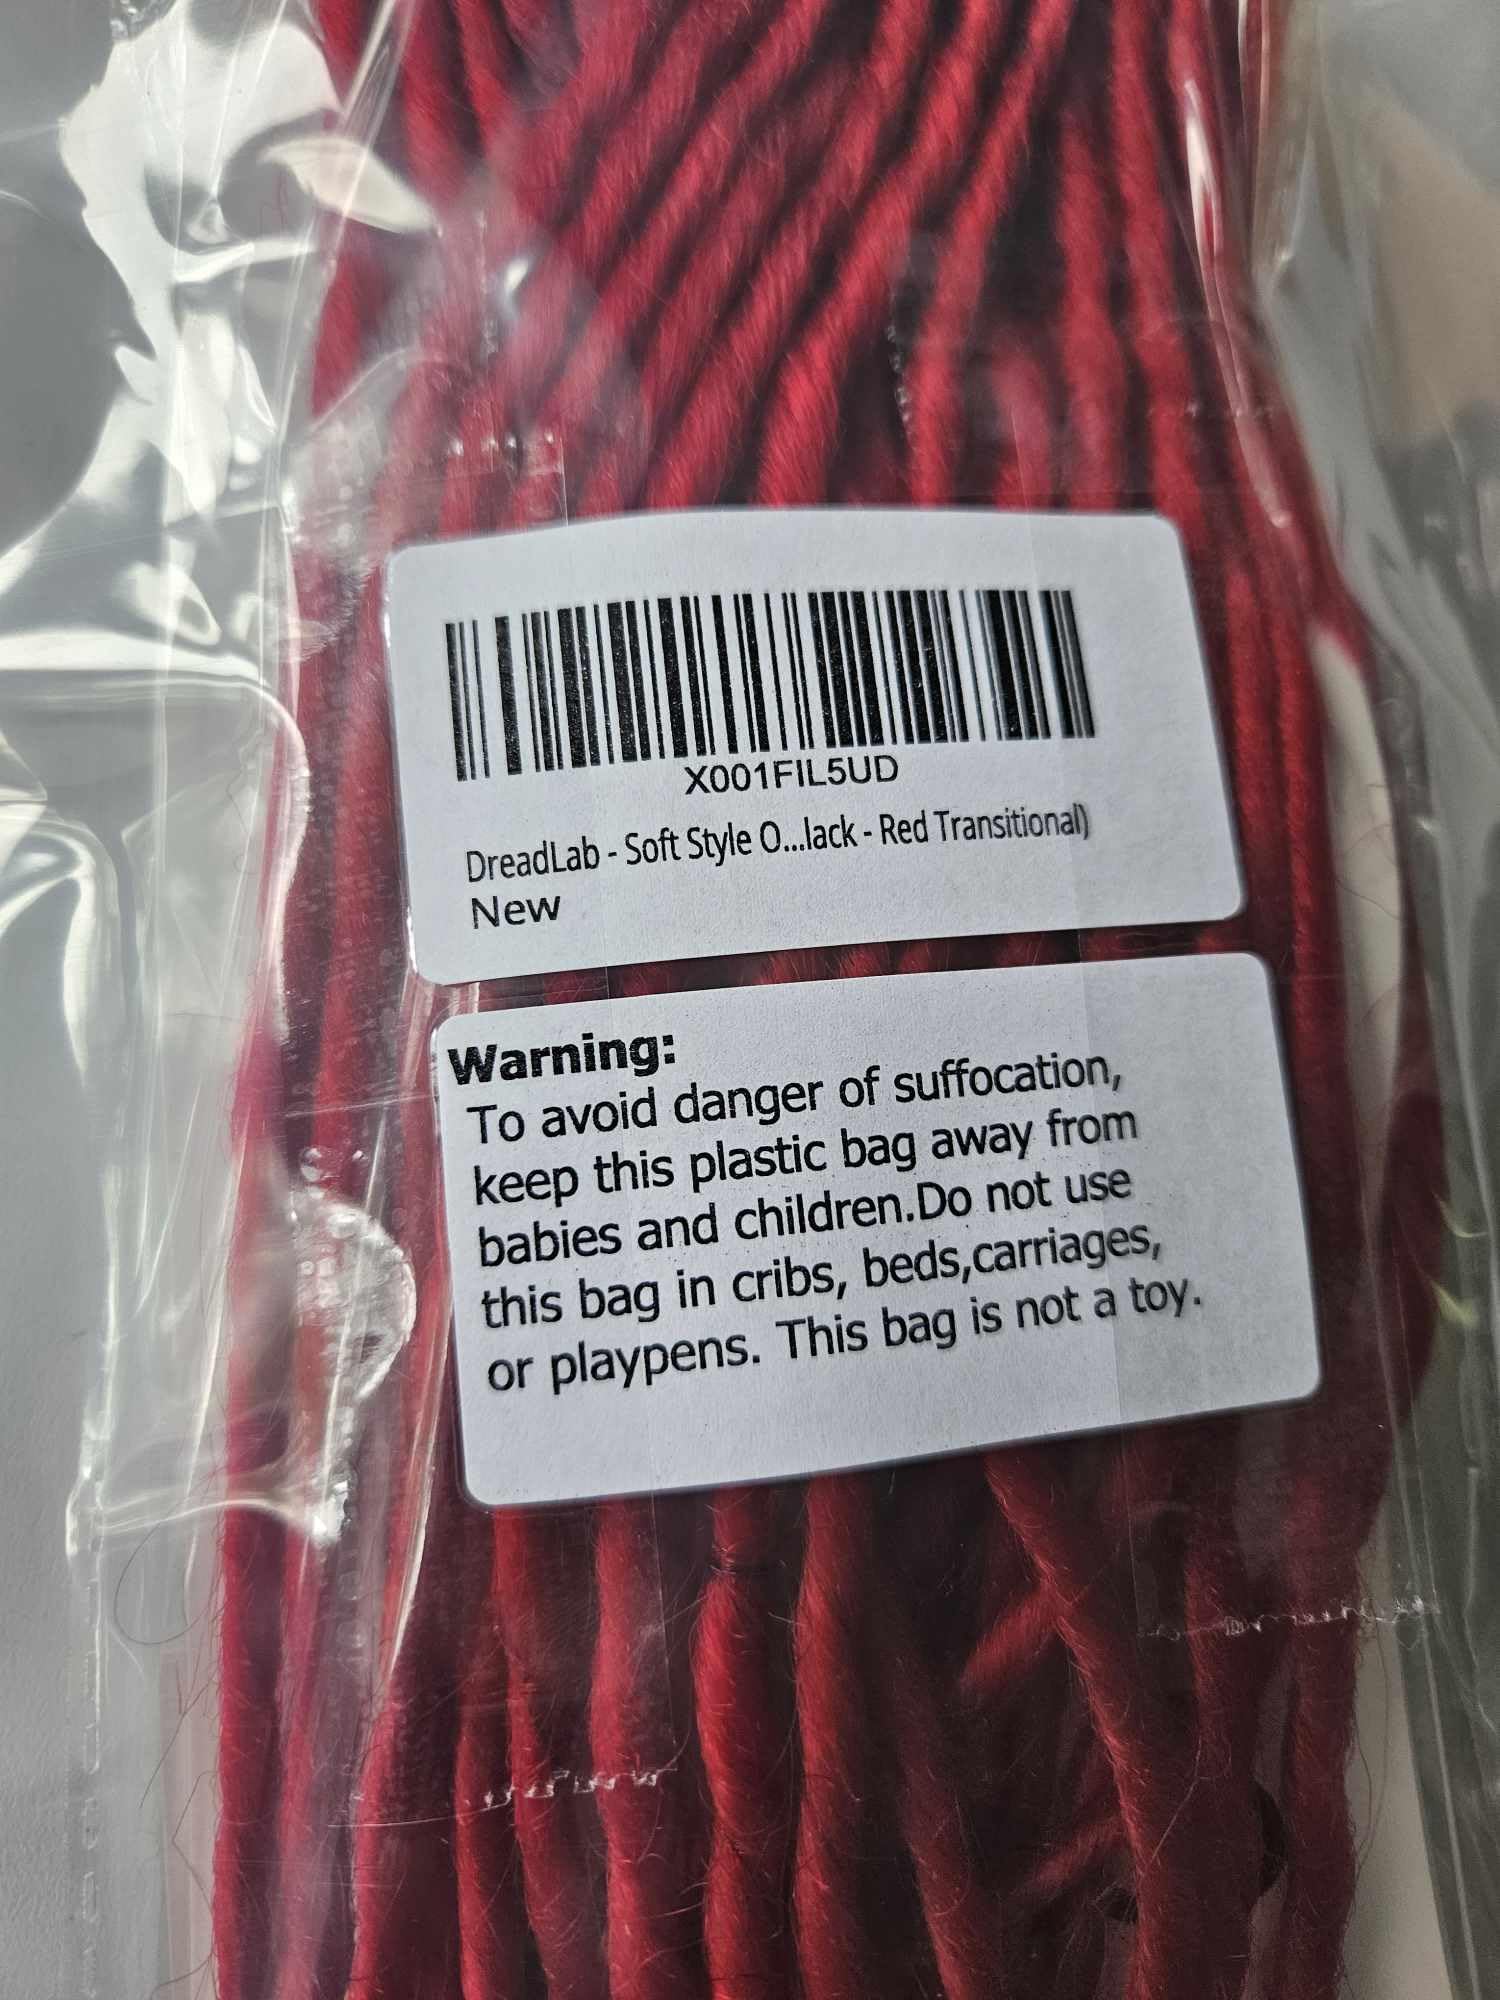 X001FIL5UD
DreadLab - Soft Style O...lack - Red Transitional)
New
Warning:
To avoid danger of suffocation,
keep this plastic bag away from
babies and children.Do not use
this bag in cribs, beds,carriages,
or playpens. This bag is not a toy.